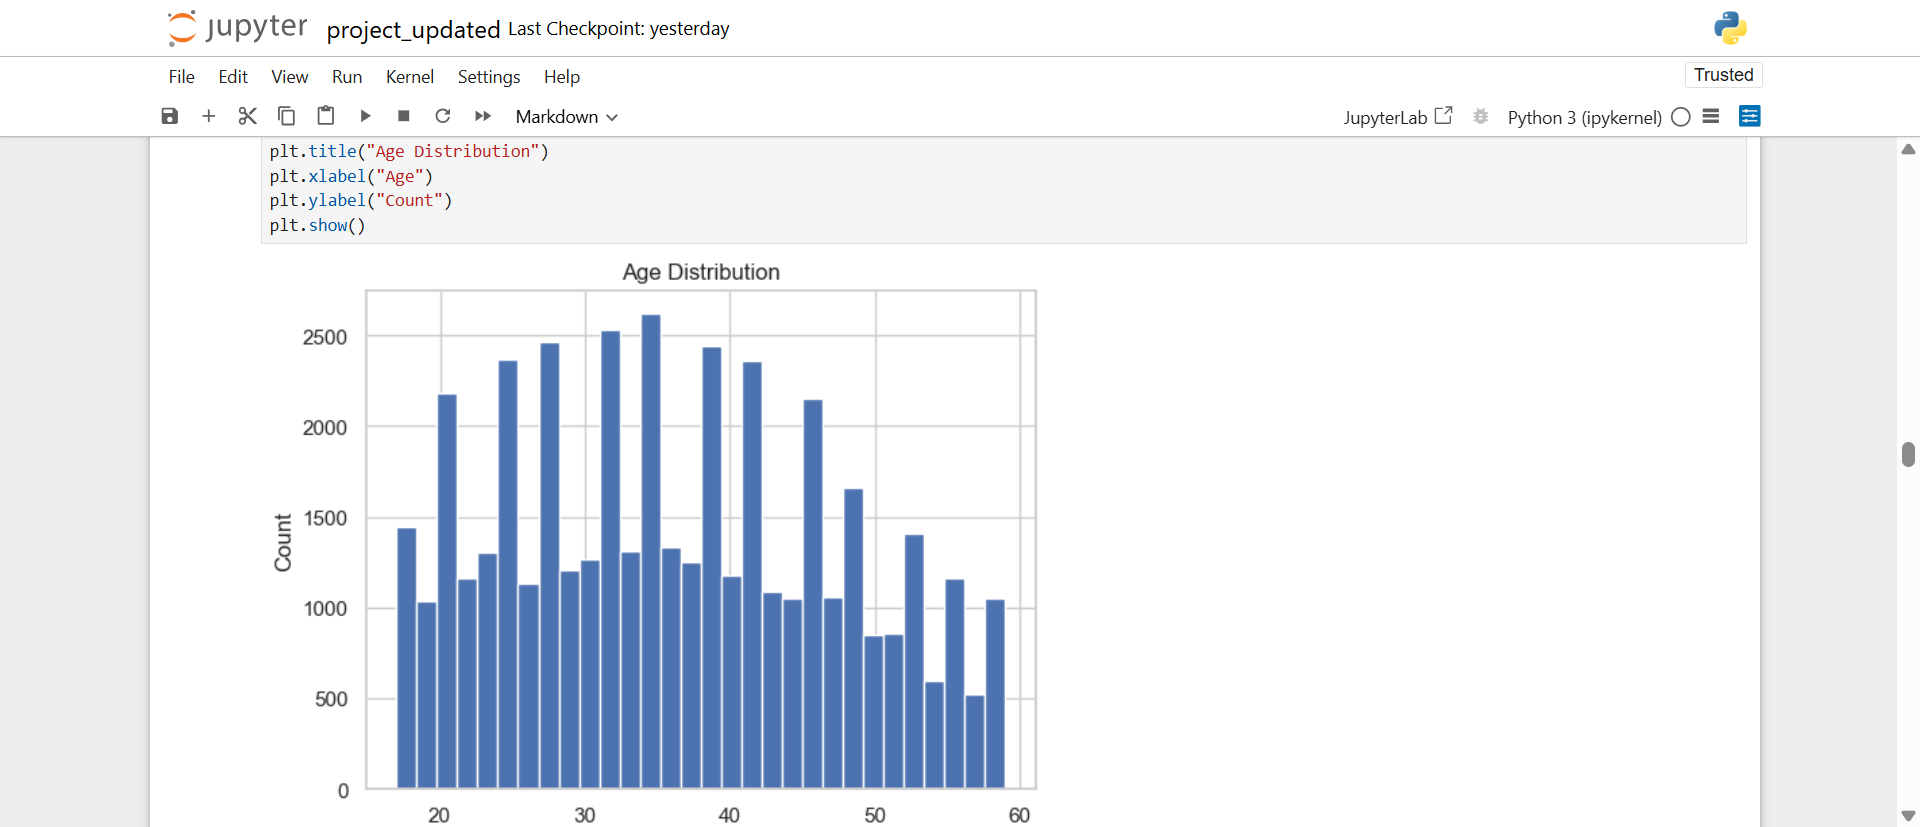 jupyter project_updated Last Checkpoint: yesterday
File Edit View Run Kernel Settings Help
Trusted
Markdown
JupyterLab
Python 3 (ipykernel)
plt.title("Age Distribution")
plt.xlabel("Age")
plt.ylabel("Count")
plt.show()
Age Distribution
2500
2000
1500
1000
500
0
Count
20 30 40 50 60